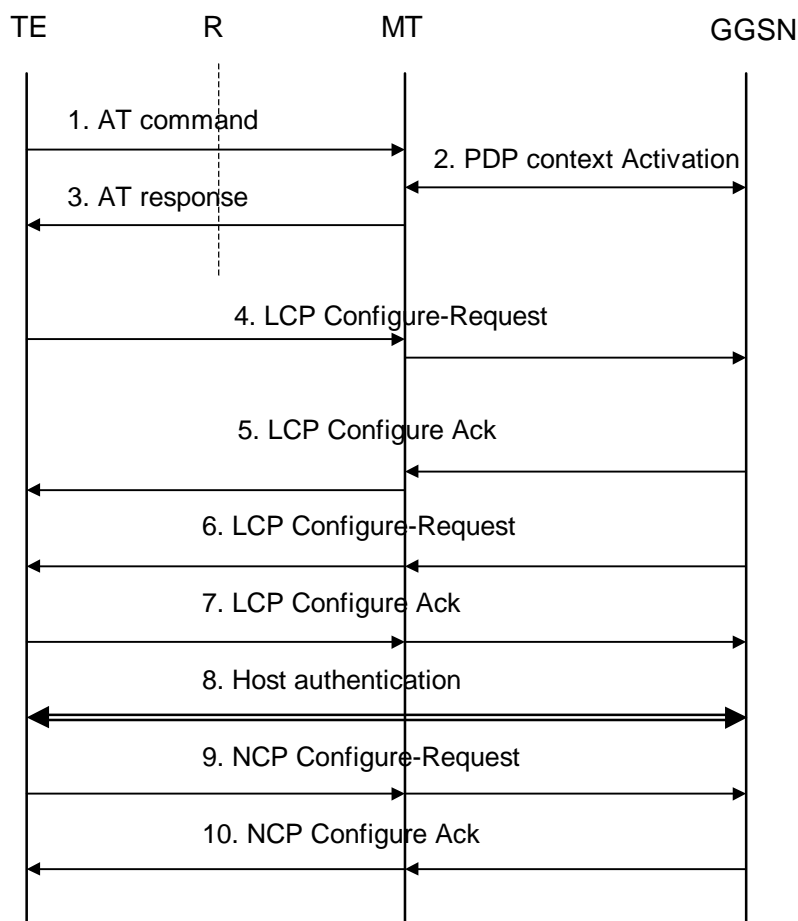 TE R MT GGSN
1. AT command
2. PDP context Activation
3. AT response
4. LCP Configure-Request
5. LCP Configure Ack
6. LCP Configure-Request
7. LCP Configure Ack
8. Host authentication
9. NCP Configure-Request
10. NCP Configure Ack